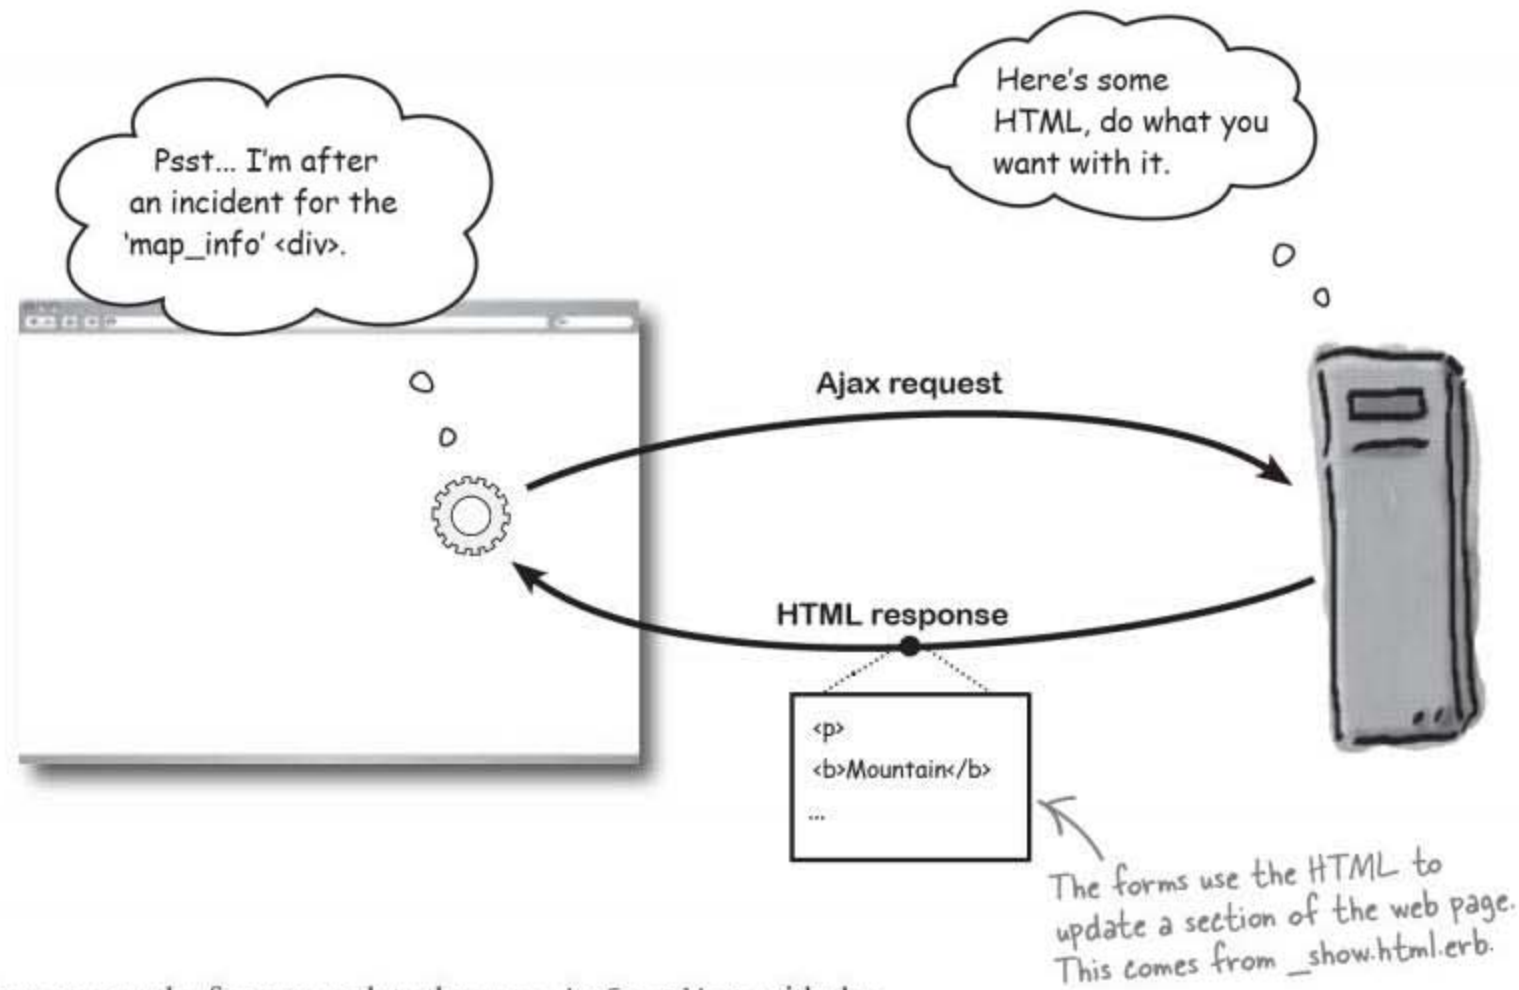 Here's some
HTML, do what you
want with it.
Psst... I'm after
an incident for the
'map_info' <div>.
Ajax request
HTML response
<p>
<b>Mountain</b>
...
The forms use the HTML to
update a section of the web page.
This comes from _show.html.erb.